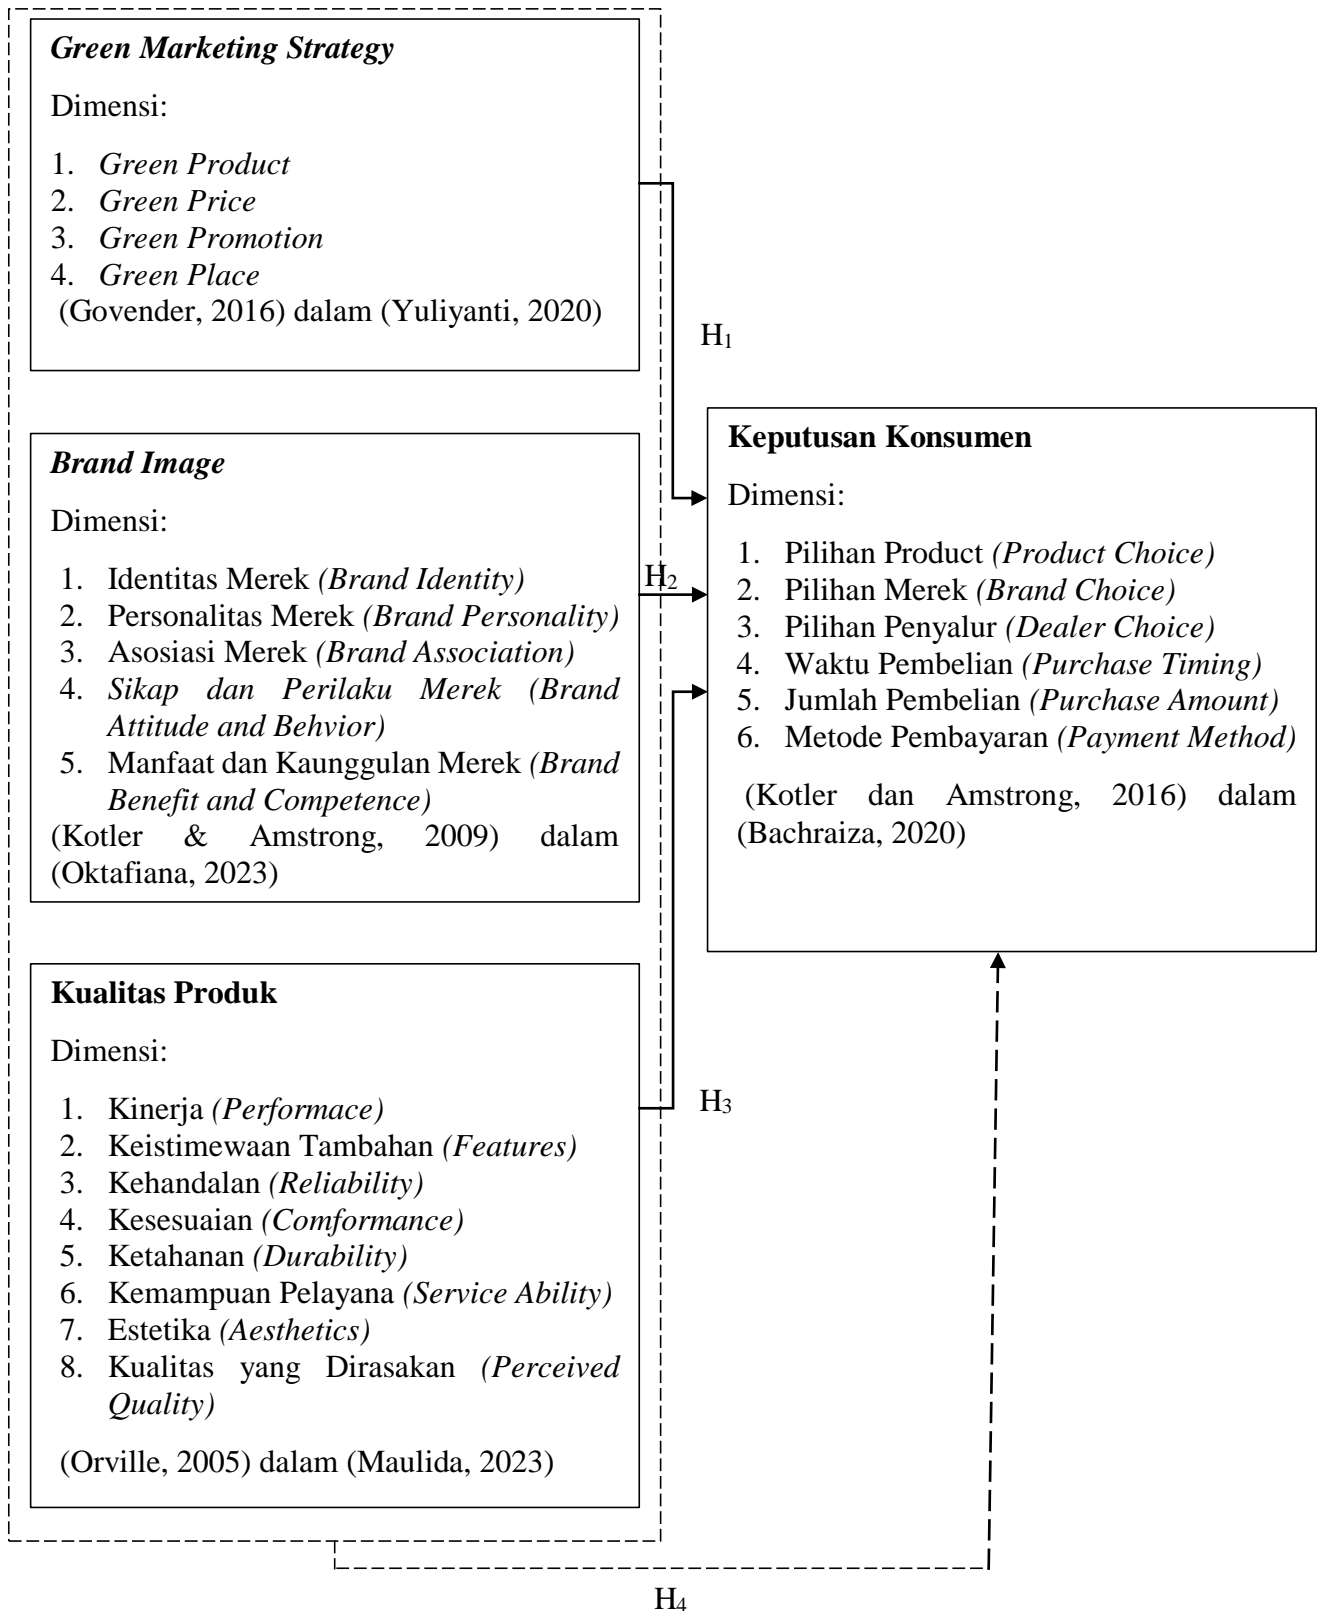 Green Marketing Strategy
Dimensi:
1. Green Product
2. Green Price
3. Green Promotion
4. Green Place
(Govender, 2016) dalam (Yuliyanti, 2020)
H1
Brand Image
Dimensi:
1. Identitas Merek (Brand Identity)
2. Personalitas Merek (Brand Personality)
3. Asosiasi Merek (Brand Association)
4. Sikap dan Perilaku Merek (Brand
Attitude and Behvior)
5. Manfaat dan Kaunggulan Merek (Brand
Benefit and Competence)
(Kotler & Amstrong, 2009) dalam
(Oktafiana, 2023)
H2
Keputusan Konsumen
Dimensi:
1. Pilihan Product (Product Choice)
2. Pilihan Merek (Brand Choice)
3. Pilihan Penyalur (Dealer Choice)
4. Waktu Pembelian (Purchase Timing)
5. Jumlah Pembelian (Purchase Amount)
6. Metode Pembayaran (Payment Method)
(Kotler dan Amstrong, 2016) dalam
(Bachraiza, 2020)
Kualitas Produk
Dimensi:
1. Kinerja (Performace)
2. Keistimewaan Tambahan (Features)
3. Kehandalan (Reliability)
4. Kesesuaian (Comformance)
5. Ketahanan (Durability)
6. Kemampuan Pelayana (Service Ability)
7. Estetika (Aesthetics)
8. Kualitas yang Dirasakan (Perceived
Quality)
(Orville, 2005) dalam (Maulida, 2023)
H3
H4